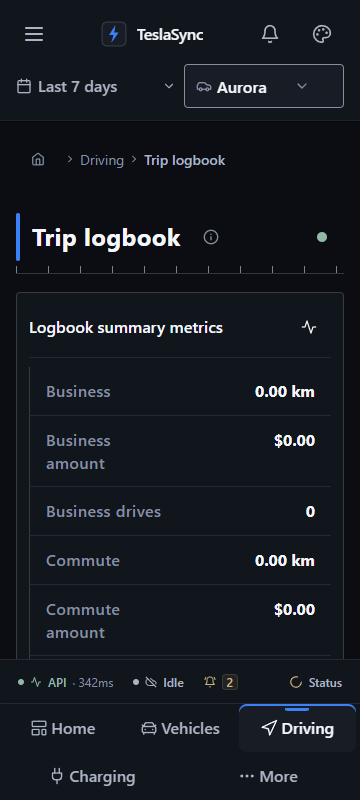 TeslaSync
Last 7 days
Aurora
Driving
Trip logbook
Trip logbook
Logbook summary metrics
Business 0.00 km
Business amount $0.00
Business drives 0
Commute 0.00 km
Commute amount $0.00
API · 342ms Idle 2 Status
Home Vehicles Driving
Charging More